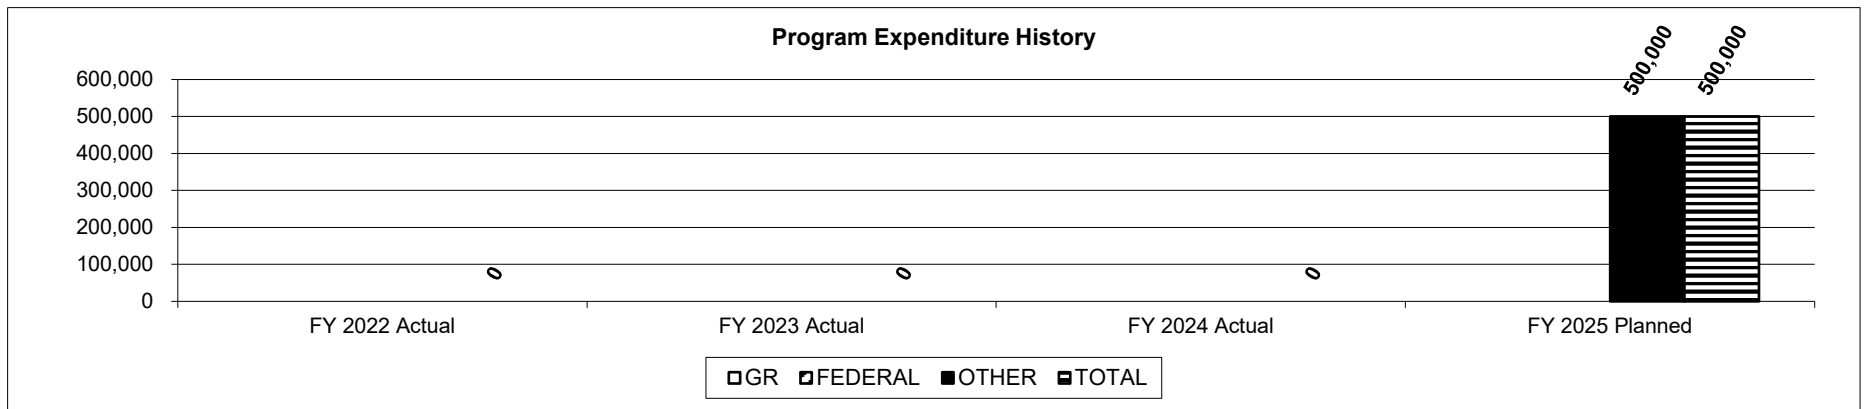 Program Expenditure History
500,000 500,000
600,000
500,000
400,000
300,000
200,000
100,000
0 0 0
0
FY 2022 Actual FY 2023 Actual FY 2024 Actual FY 2025 Planned
GR FEDERAL OTHER TOTAL